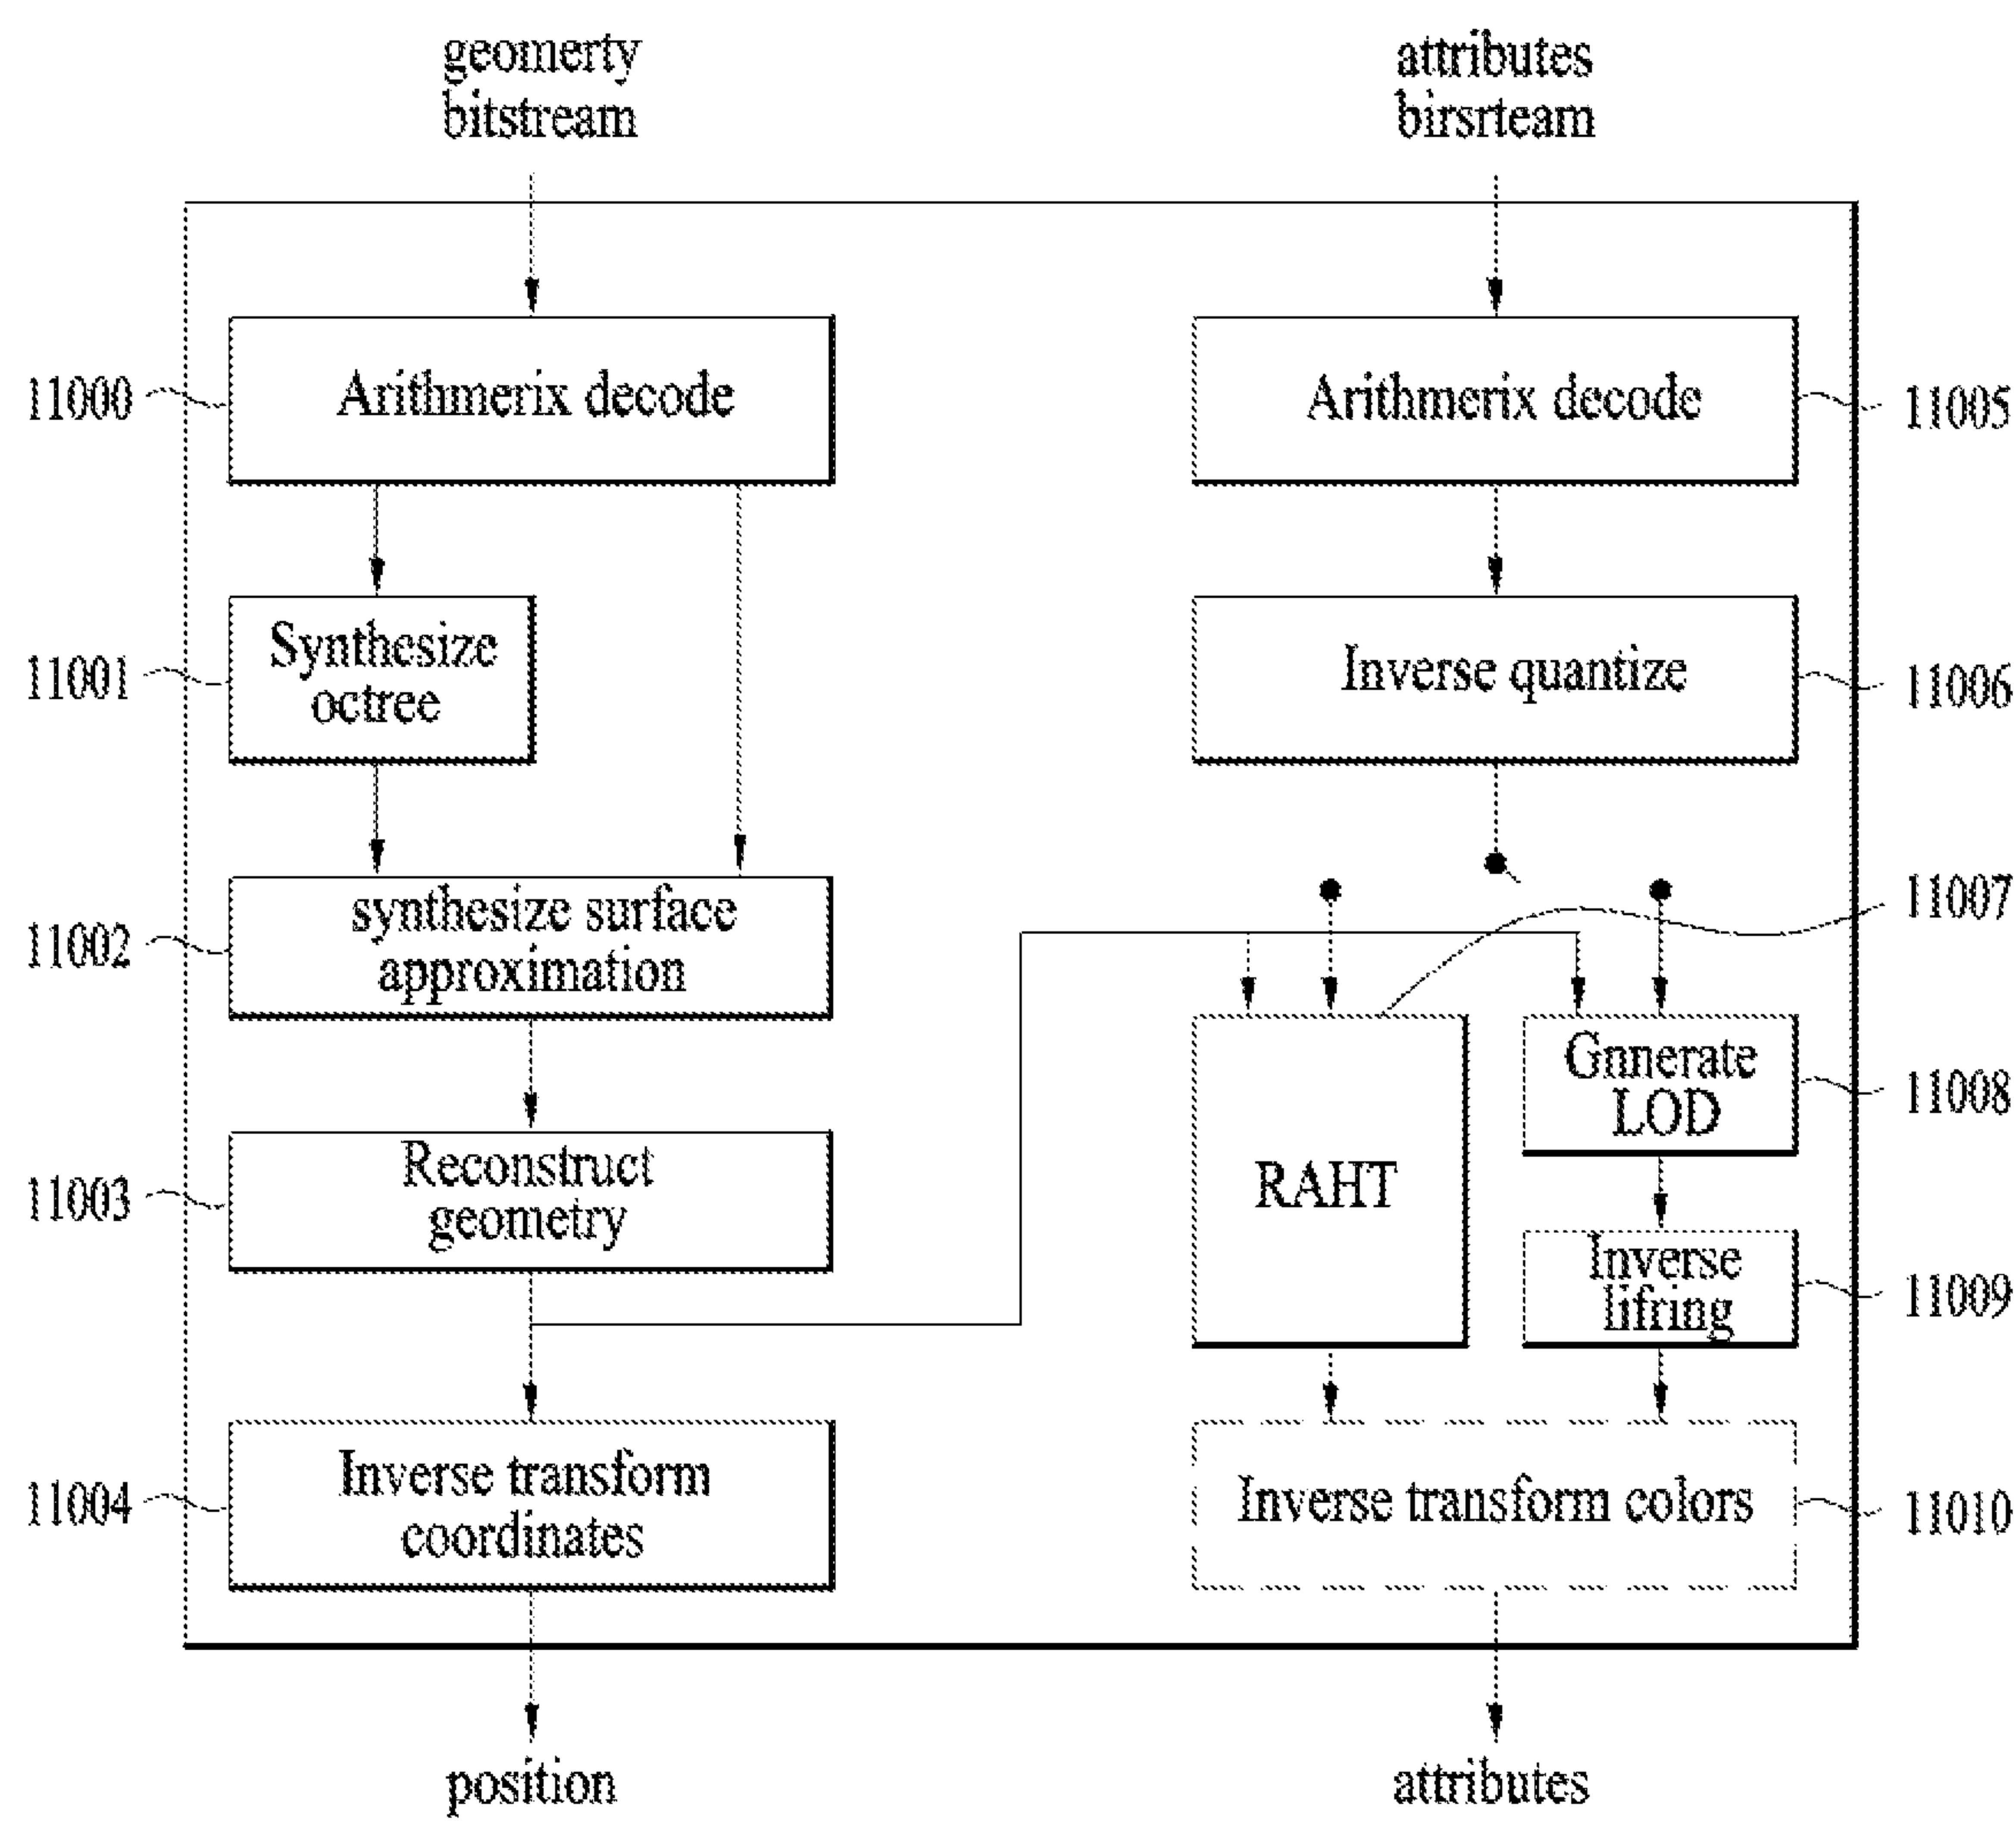 geomerty
bitstream
attributes
birsrteam
11000
Arithmerix decode
Arithmerix decode
11005
11001
Synthesize
octree
Inverse quantize
11006
11002
synthesize surface
approximation
11007
Gnnerate
LOD
11008
11003
Reconstruct
geometry
RAHT
Inverse
lifring
11009
11004
Inverse transform
coordinates
Inverse transform colors
11010
position
attributes